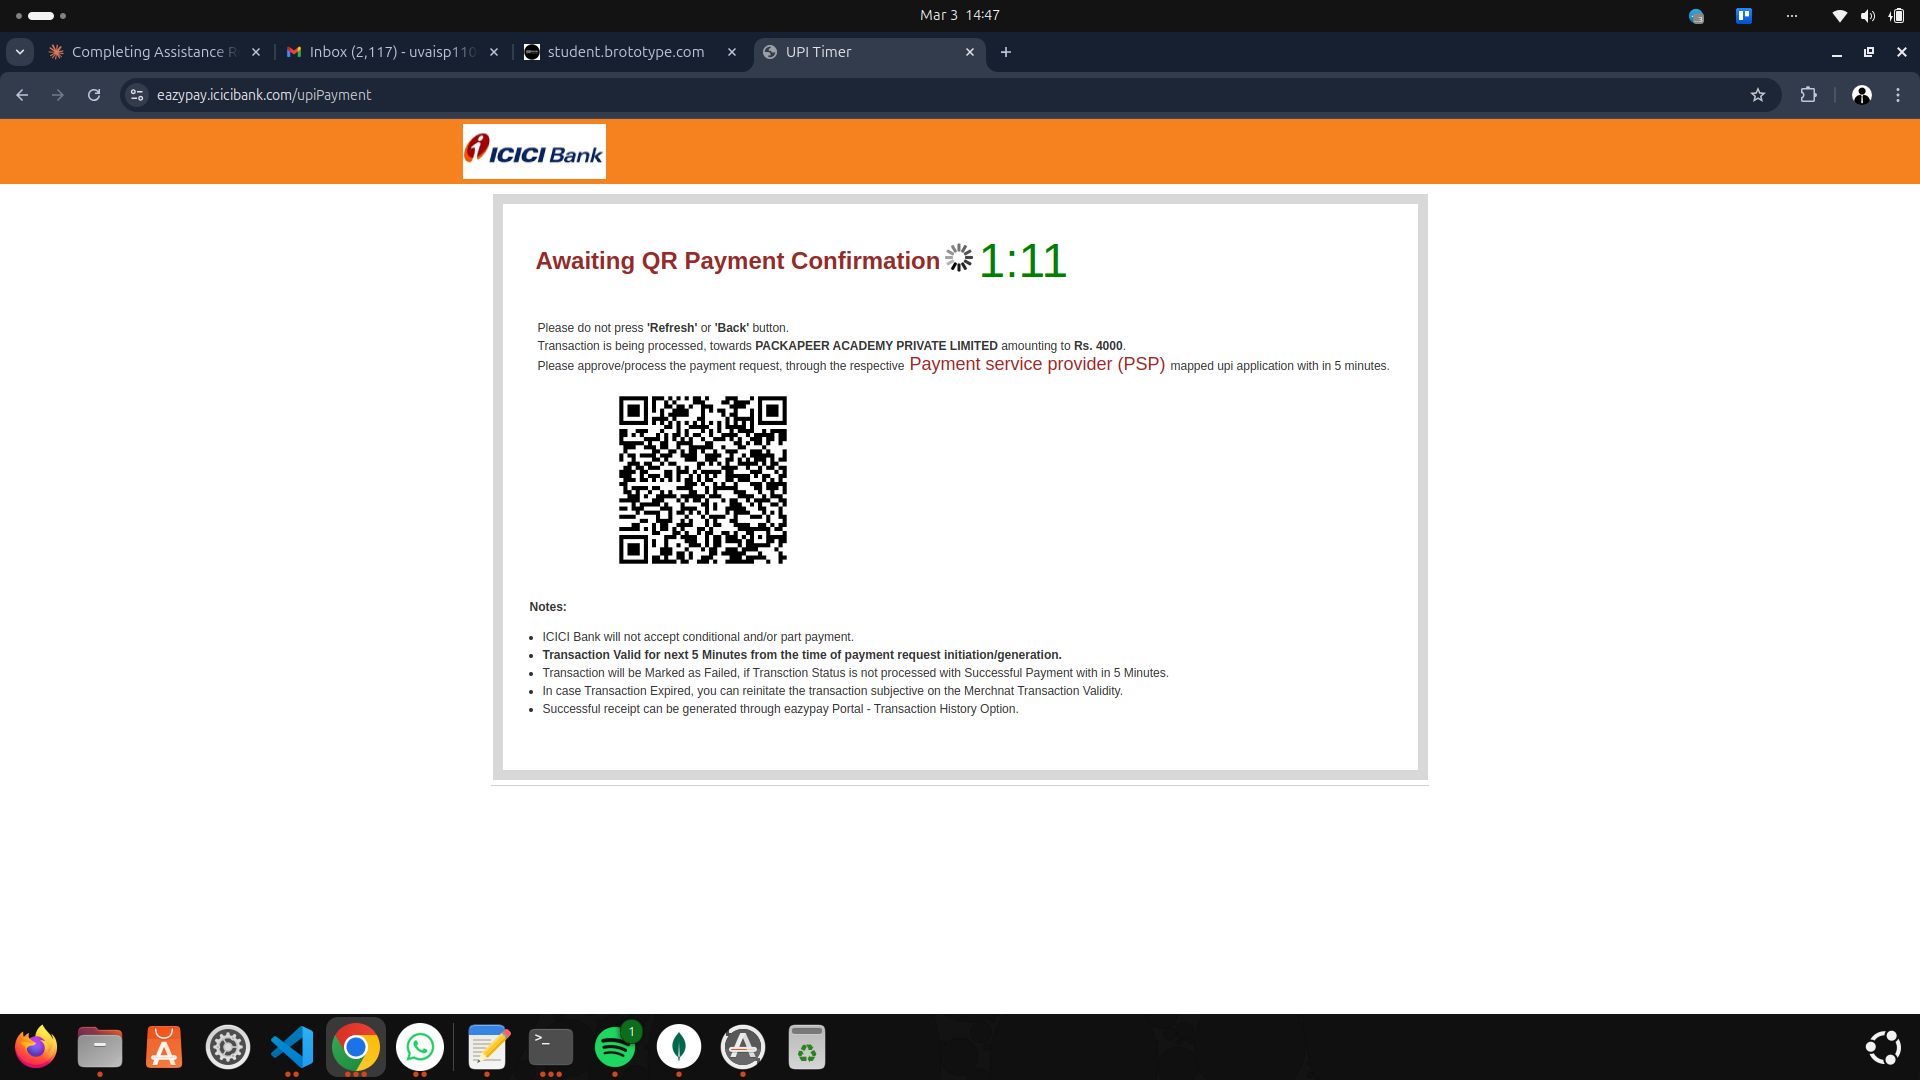 Mar 3 14:47
Completing Assistance R
Inbox (2,117) - uvaisp110
student.brototype.com
UPI Timer
eazypay.icicibank.com/upiPayment
ICICI Bank
Awaiting QR Payment Confirmation 1:11
Please do not press 'Refresh' or 'Back' button.
Transaction is being processed, towards PACKAPEER ACADEMY PRIVATE LIMITED amounting to Rs. 4000.
Please approve/process the payment request, through the respective Payment service provider (PSP) mapped upi application with in 5 minutes.
Notes:
ICICI Bank will not accept conditional and/or part payment.
Transaction Valid for next 5 Minutes from the time of payment request initiation/generation.
Transaction will be Marked as Failed, if Transction Status is not processed with Successful Payment with in 5 Minutes.
In case Transaction Expired, you can reinitate the transaction subjective on the Merchnat Transaction Validity.
Successful receipt can be generated through eazypay Portal - Transaction History Option.
1